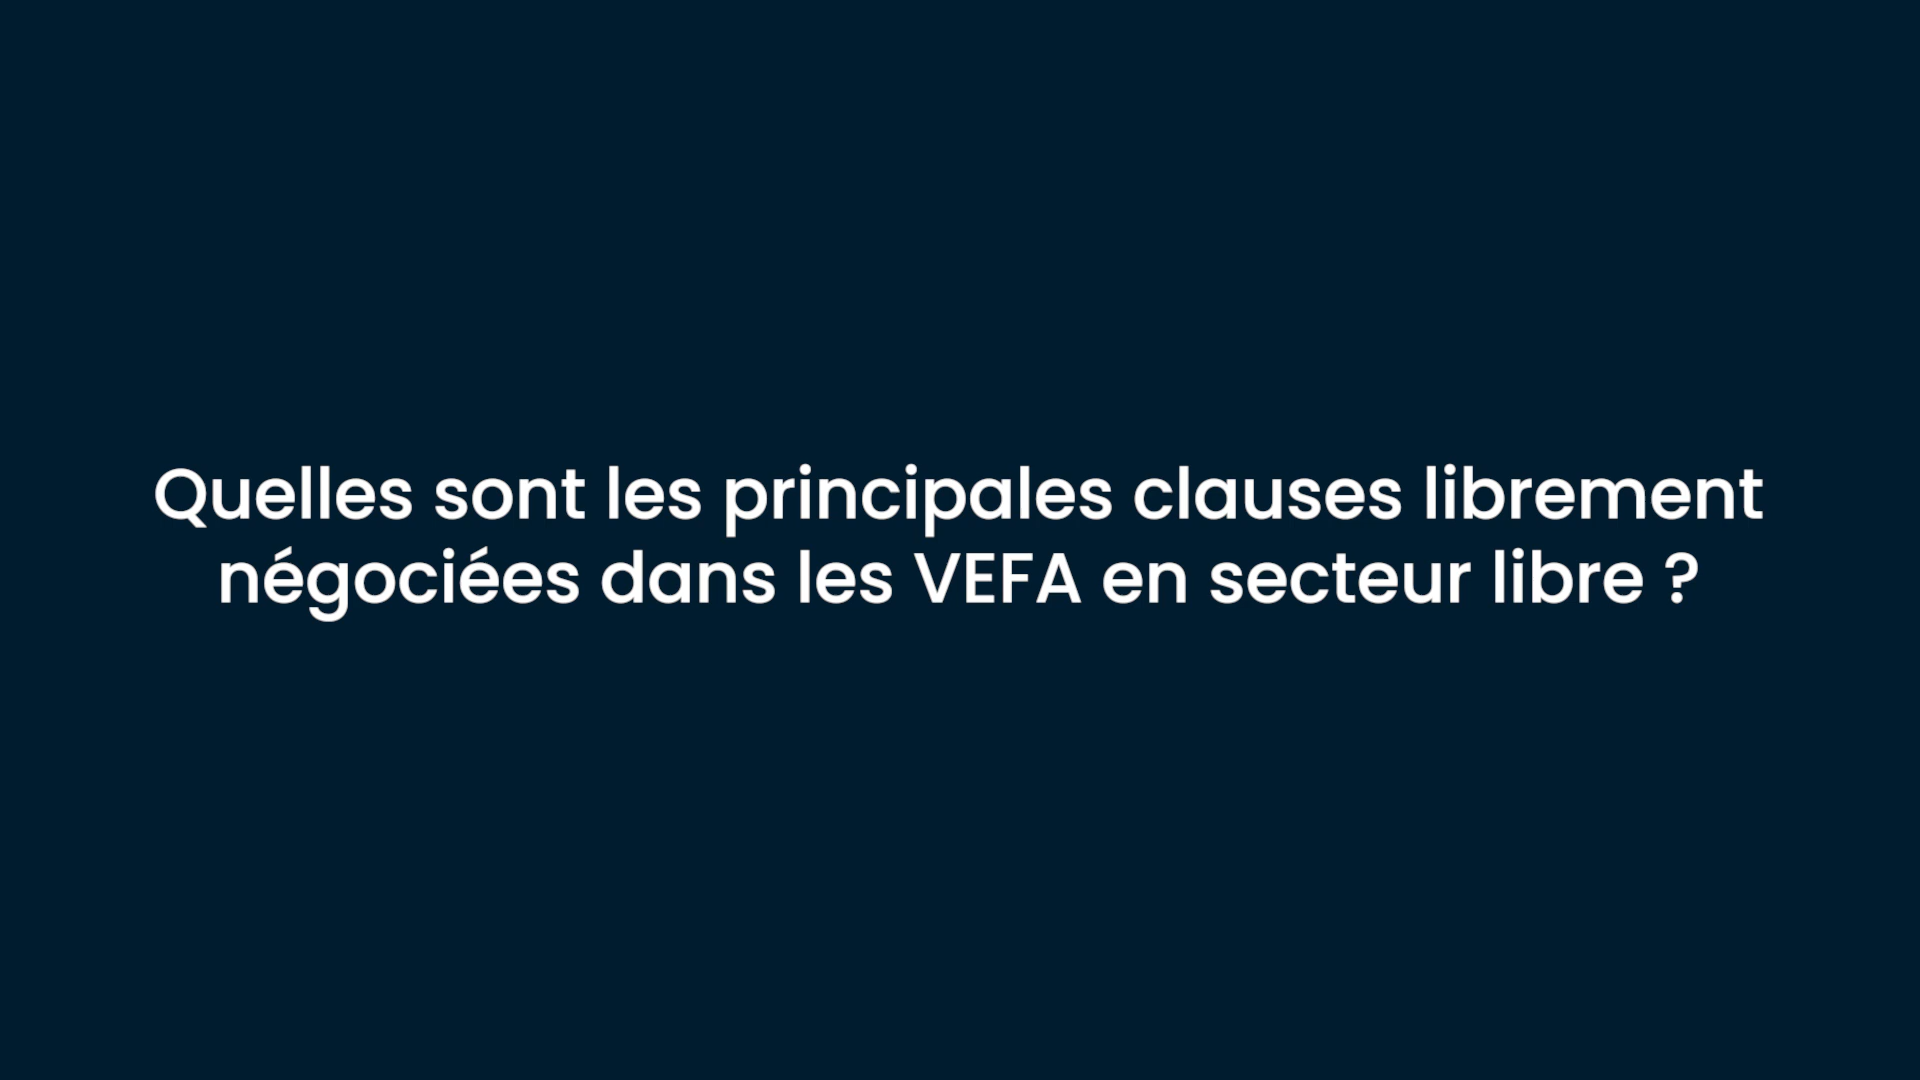 Quelles sont les principales clauses librement
négociées dans les VEFA en secteur libre ?